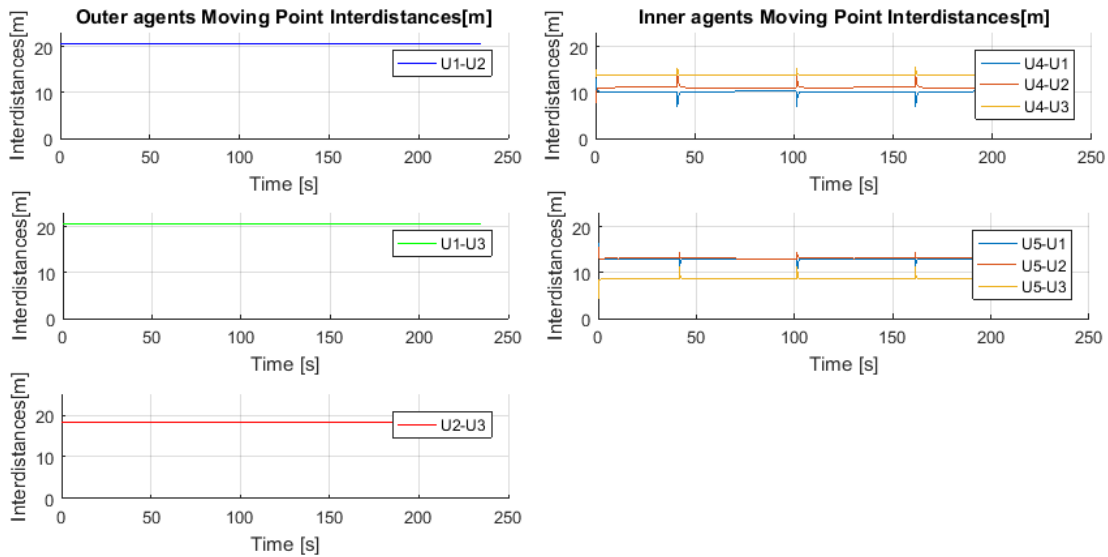 Outer agents Moving Point Interdistances[m]
Interdistances[m]
20
10
0
U1-U2
0 50 100 150 200 250
Time [s]
Interdistances[m]
20
10
0
U1-U3
0 50 100 150 200 250
Time [s]
Interdistances[m]
20
10
0
U2-U3
0 50 100 150 200 250
Time [s]
Inner agents Moving Point Interdistances[m]
Interdistances[m]
20
10
0
U4-U1
U4-U2
U4-U3
0 50 100 150 200 250
Time [s]
Interdistances[m]
20
10
0
U5-U1
U5-U2
U5-U3
0 50 100 150 200 250
Time [s]